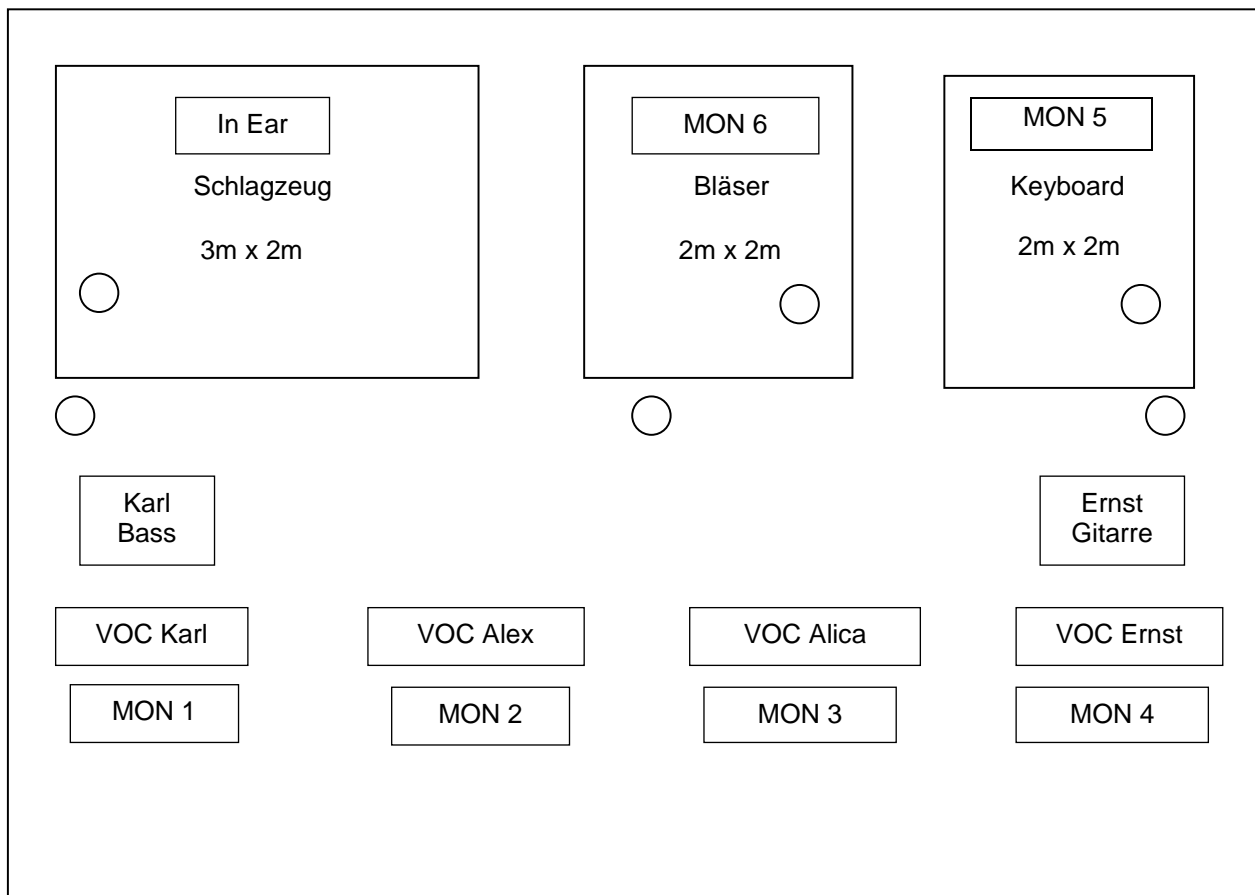 In Ear
Schlagzeug
3m x 2m
MON 6
Bläser
2m x 2m
MON 5
Keyboard
2m x 2m
Karl
Bass
Ernst
Gitarre
VOC Karl
VOC Alex
VOC Alica
VOC Ernst
MON 1
MON 2
MON 3
MON 4